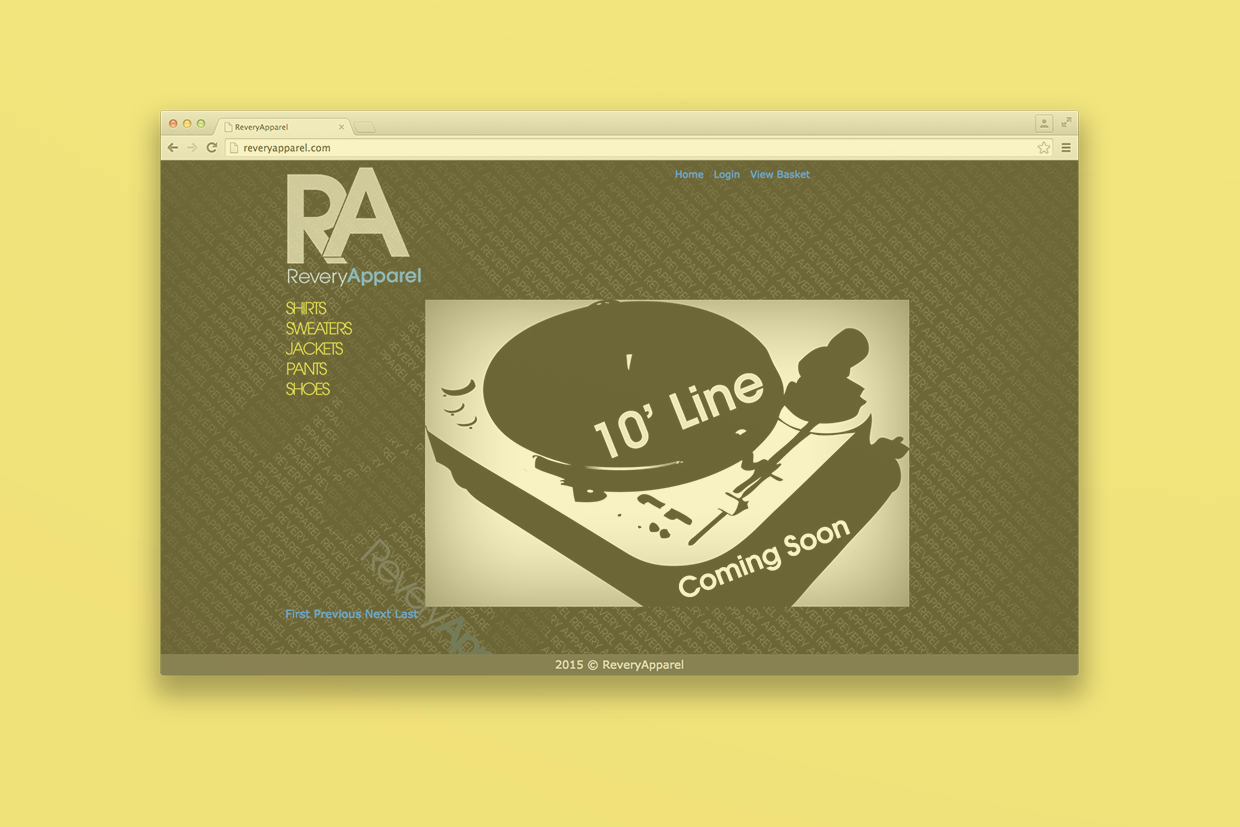 ReveryApparel
reveryapparel.com
Home Login View Basket
RA
ReveryApparel
SHIRTS
SWEATERS
JACKETS
PANTS
SHOES
10' Line
Coming Soon
ReveryApp
First Previous Next Last
2015 © ReveryApparel